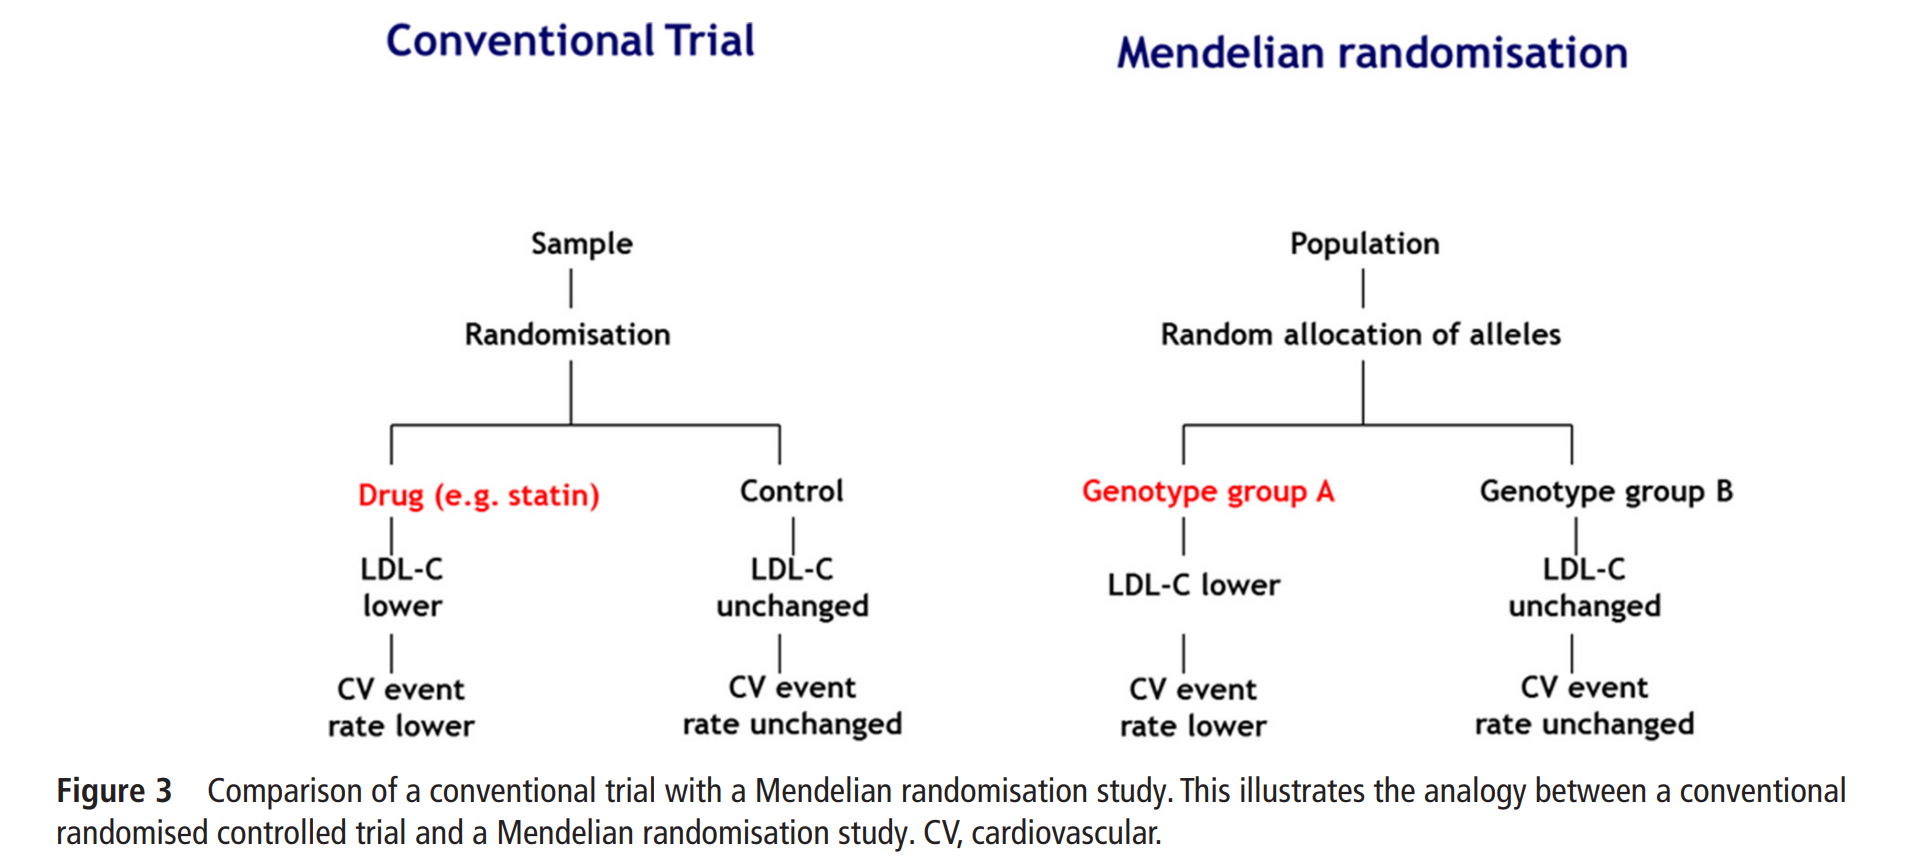 Conventional Trial
Sample
Randomisation
Drug (e.g. statin)
Control
LDL-C
lower
LDL-C
unchanged
CV event
rate lower
CV event
rate unchanged
Mendelian randomisation
Population
Random allocation of alleles
Genotype group A
Genotype group B
LDL-C lower
LDL-C
unchanged
CV event
rate lower
CV event
rate unchanged
Figure 3 Comparison of a conventional trial with a Mendelian randomisation study. This illustrates the analogy between a conventional
randomised controlled trial and a Mendelian randomisation study. CV, cardiovascular.